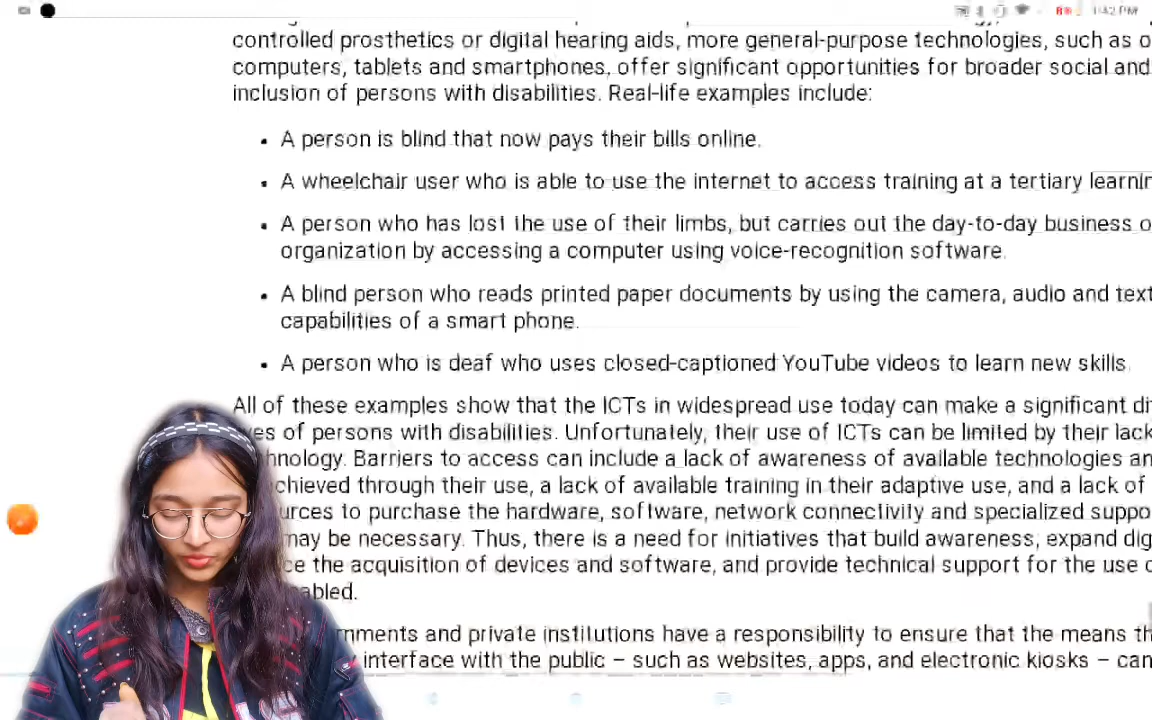 1:42 PM
controlled prosthetics or digital hearing aids, more general-purpose technologies, such as
computers, tablets and smartphones, offer significant opportunities for broader social and
inclusion of persons with disabilities. Real-life examples include:
• A person is blind that now pays their bills online.
• A wheelchair user who is able to use the internet to access training at a tertiary
• A person who has lost the use of their limbs, but carries out the day-to-day business
organization by accessing a computer using voice-recognition software.
• A blind person who reads printed paper documents by using the camera, audio and text
capabilities of a smart phone.
• A person who is deaf who uses closed-captioned YouTube videos to learn new skills.
All of these examples show that the ICTs in widespread use today can make a significant
of persons with disabilities. Unfortunately, their use of ICTs can be limited by their lack
Barriers to access can include a lack of awareness of available technologies
through their use, a lack of available training in their adaptive use, and a lack of
to purchase the hardware, software, network connectivity and specialized
may be necessary. Thus, there is a need for initiatives that build awareness, expand
the acquisition of devices and software, and provide technical support for the use
and private institutions have a responsibility to ensure that the means
interface with the public – such as websites, apps, and electronic kiosks – can